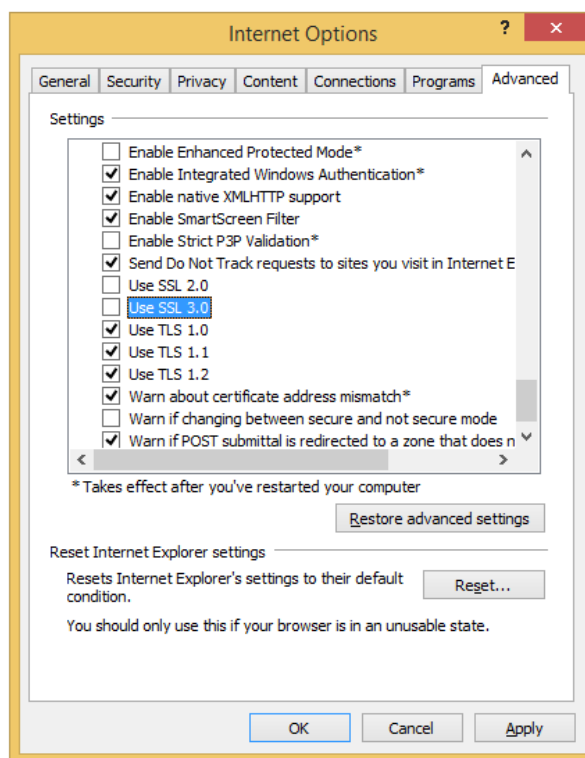 Internet Options
?
General Security Privacy Content Connections Programs Advanced
Settings
Enable Enhanced Protected Mode*
Enable Integrated Windows Authentication*
Enable native XMLHTTP support
Enable SmartScreen Filter
Enable Strict P3P Validation*
Send Do Not Track requests to sites you visit in Internet E
Use SSL 2.0
Use SSL 3.0
Use TLS 1.0
Use TLS 1.1
Use TLS 1.2
Warn about certificate address mismatch*
Warn if changing between secure and not secure mode
Warn if POST submittal is redirected to a zone that does n
*Takes effect after you've restarted your computer
Restore advanced settings
Reset Internet Explorer settings
Resets Internet Explorer's settings to their default
condition.
Reset...
You should only use this if your browser is in an unusable state.
OK Cancel Apply